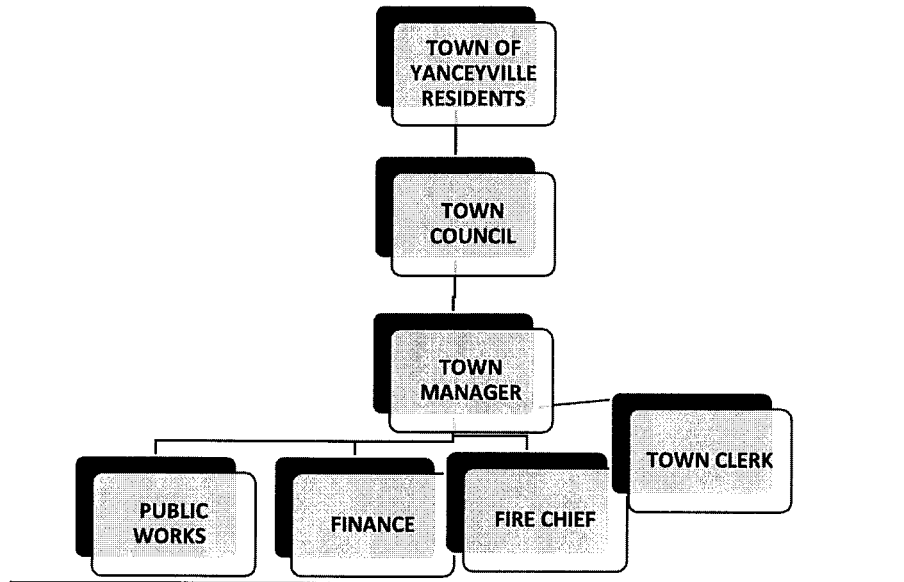 TOWN OF
YANCEYVILLE
RESIDENTS
TOWN
COUNCIL
TOWN
MANAGER
TOWN CLERK
PUBLIC
WORKS
FINANCE
FIRE CHIEF